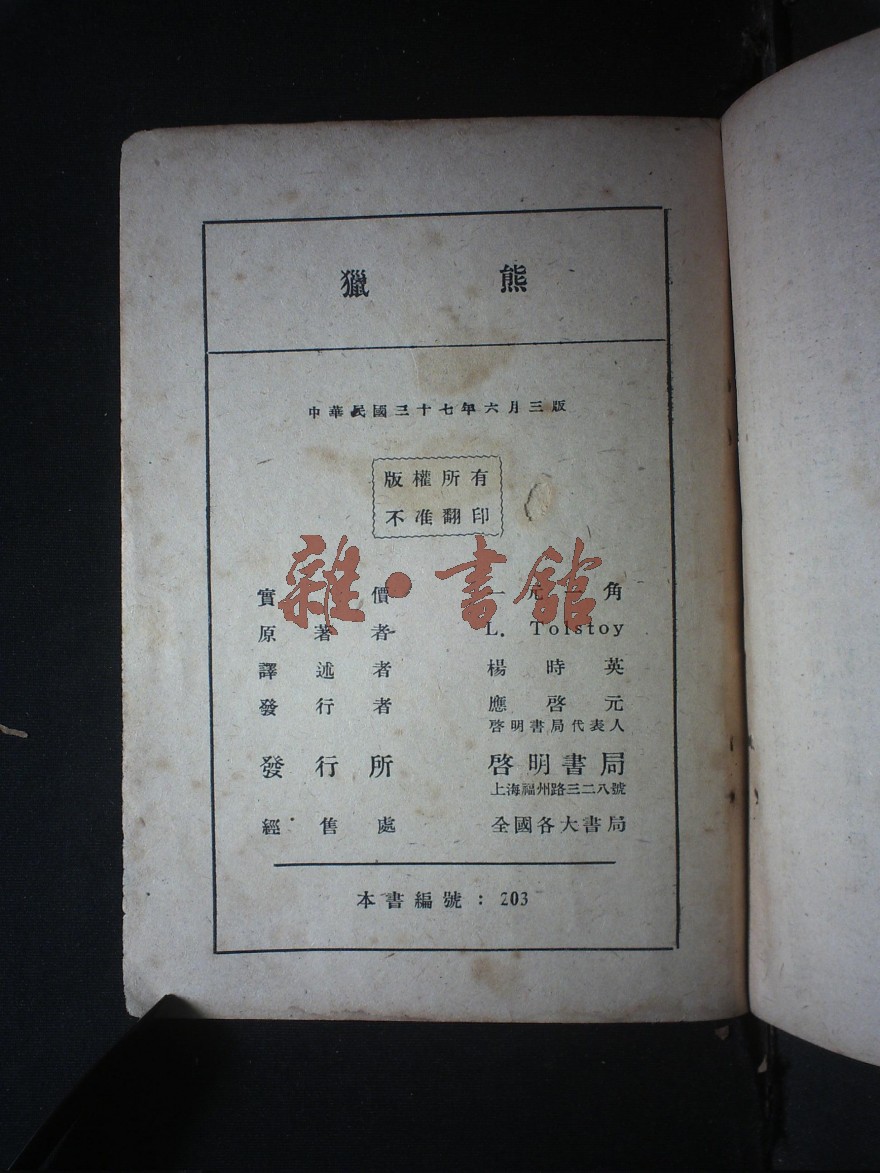 獵熊
中華民國三十七年六月三版
版權所有
不准翻印
雜·書館
實價 一元一角
原著者 L. Tolstoy
譯述者 楊時英
發行者 應啓元
啓明書局代表人
發行所 啓明書局
上海福州路三二八號
經售處 全國各大書局
本書編號：203